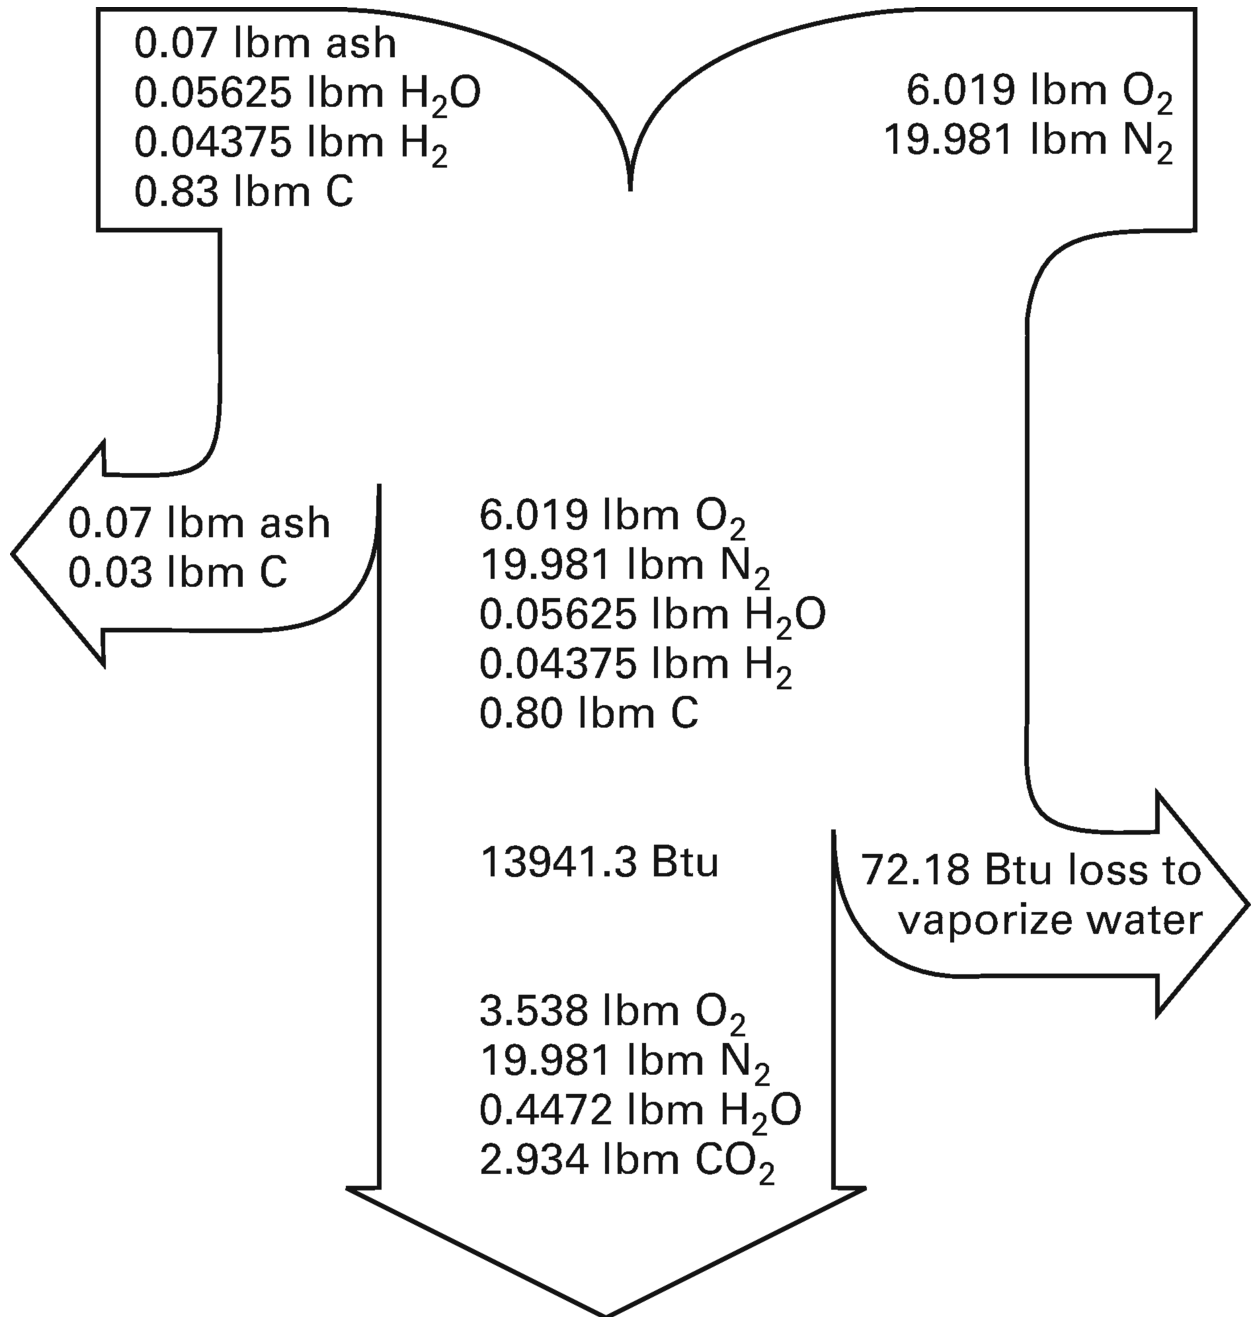 0.07 lbm ash
0.05625 lbm H₂O
0.04375 lbm H₂
0.83 lbm C
6.019 lbm O₂
19.981 lbm N₂
0.07 lbm ash
0.03 lbm C
6.019 lbm O₂
19.981 lbm N₂
0.05625 lbm H₂O
0.04375 lbm H₂
0.80 lbm C
13941.3 Btu
72.18 Btu loss to
vaporize water
3.538 lbm O₂
19.981 lbm N₂
0.4472 lbm H₂O
2.934 lbm CO₂